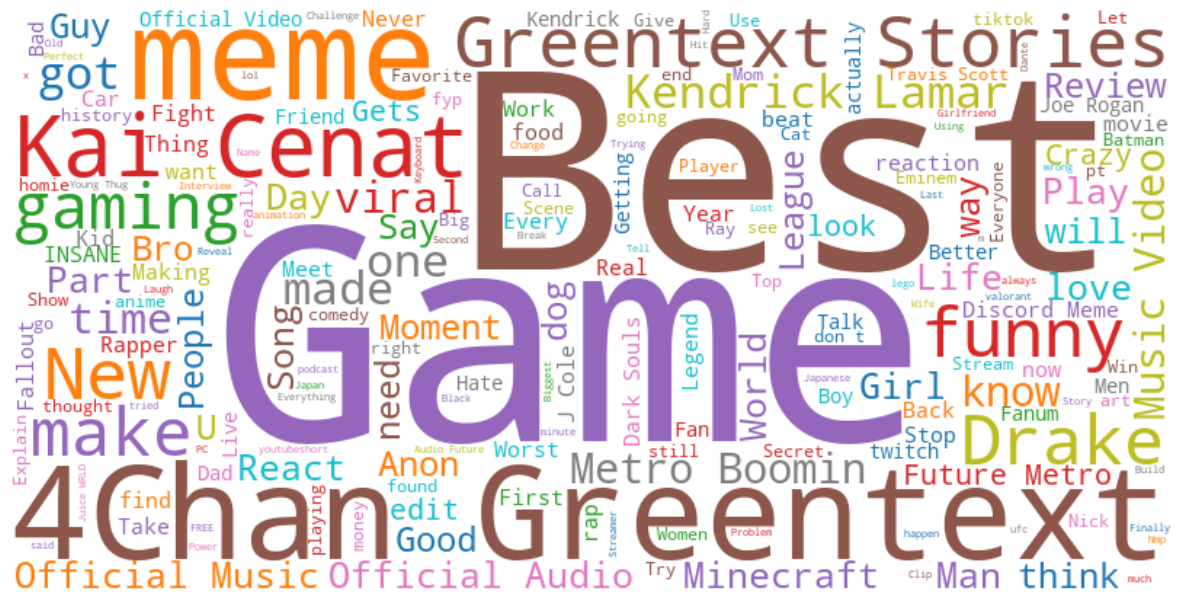 Bad
Guy
Official Video
Challenge
Never
Old
Perfect
meme
lol
got
Car
history
Fight
Friend
Gets
Favorite
fyp
Greentext Stories
Kendrick
Give
Hard
Hit
Use
tiktok
Let
Dante
actually
end
Mom
Travis Scott
Review
Kendrick Lamar
Girlfriend
Joe Rogan
movie
Using
Batman
x
Kai Cenat
Thing
Name
Keyboard
want
homie
Young Thug
Interview
Best
Work
food
Change
going
Trying
beat
Cat
Player
reaction
Eminem
Crazy
wrong
pt
Play
gaming
really
animation
Day
viral
Call
Scene
Every
Break
Getting
Year
Ray
Lost
see
League
look
Last
way
a
Everyone
will
Video
Music
Kid
INSANE
Bro
Reveal
Say
Big
Second
Tell
Better
Part
Making
Laugh
Meet
one
made
Real
Top
lego
Wife
Life
always
valorant
love
Show
anime
comedy
Game
dog
Discord Meme
Fallout
go
time
Rapper
People
Song
Moment
right
Talk
don t
World
Legend
Dark Souls
funny
Stream
now
Win
Men
New
podcast
Japan
Everything
need
Hate
Black
Biggest
J Cole
Japanese
Boy
Girl
know
art
Story
thought
tried
Back
Fanum
Explain
make
U
Live
PC
youtubeshort
Audio Future
minute
Worst
Fan
still
Secret
Stop
twitch
Drake
Dad
React
Anon
found
Metro Boomin
Future Metro
Build
4Chan Greentext
Juice WRLD
find
Take
FREE
Power
playing
money
edit
Good
First
rap
Streamer
Women
Problem
happen
ufc
Nick
Finally
Nmp
said
Official Music
Official Audio
Try
Minecraft
Clip
Man
think
much